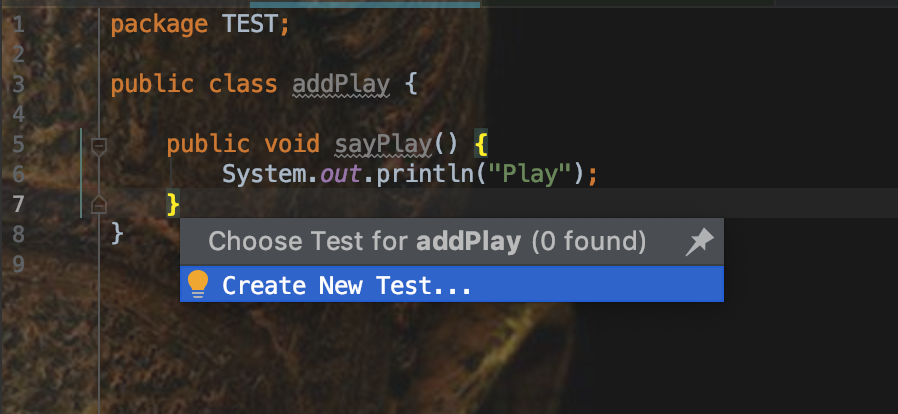 1 package TEST;
2
3 public class addPlay {
4
5 public void sayPlay() {
6 System.out.println("Play");
7 }
8 }
9
Choose Test for addPlay (0 found)
Create New Test...